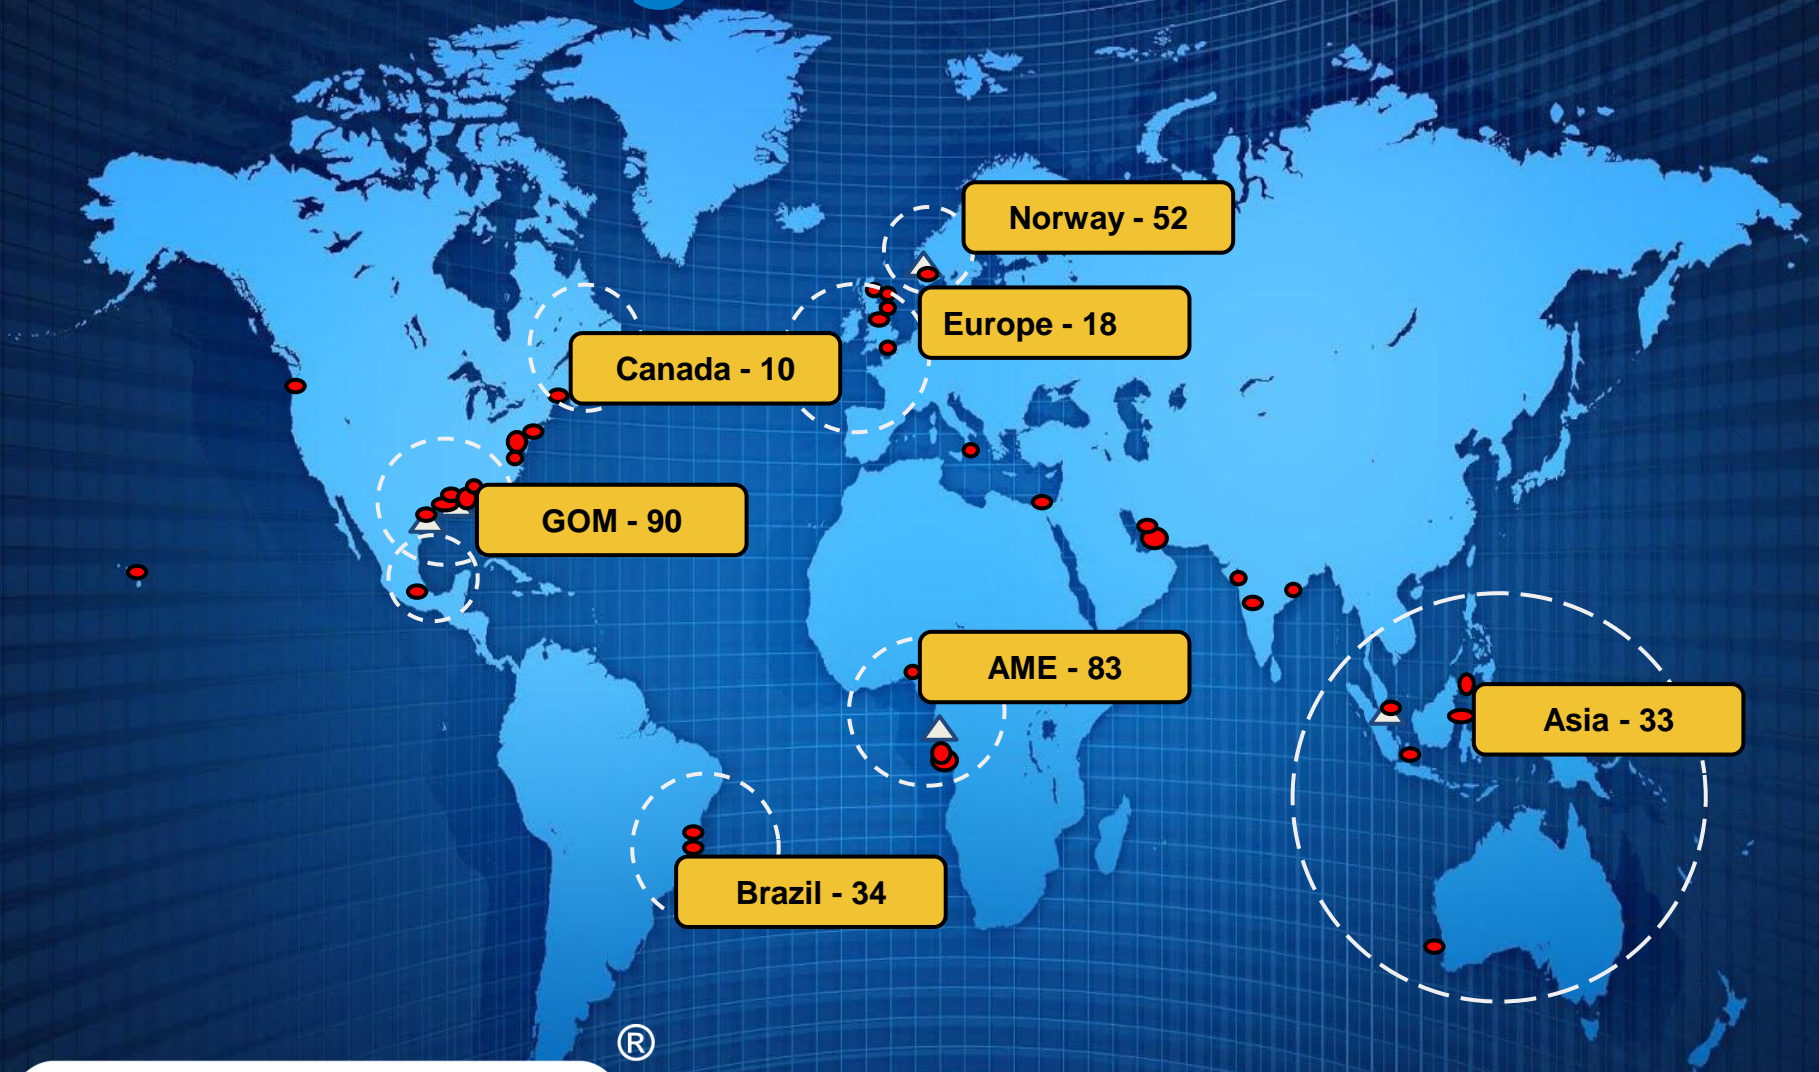 Norway - 52
Europe - 18
Canada - 10
GOM - 90
AME - 83
Asia - 33
Brazil - 34
®